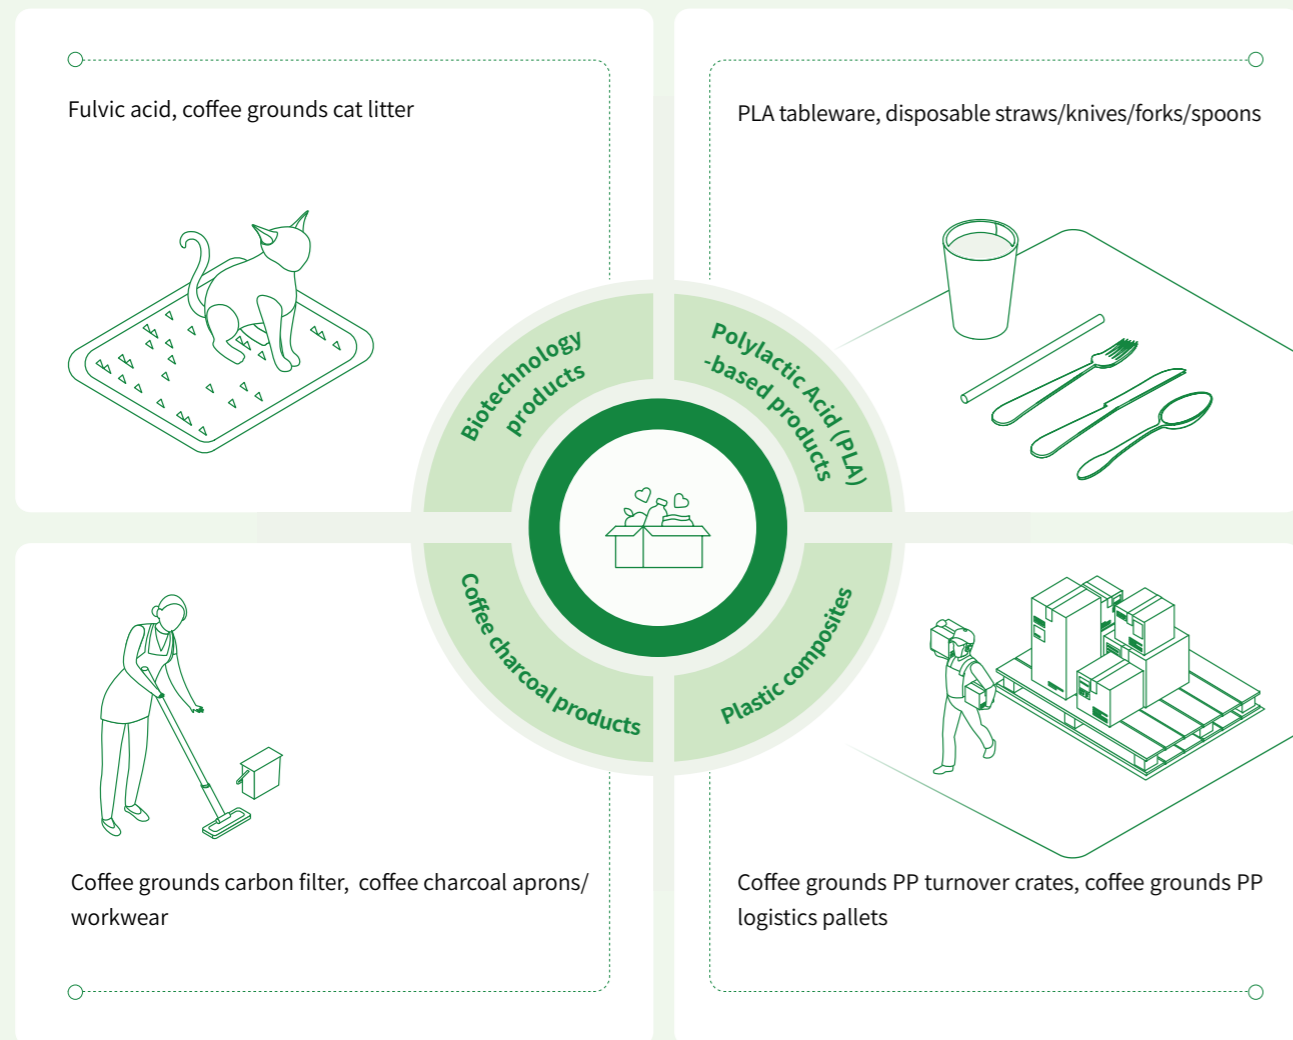 Fulvic acid, coffee grounds cat litter
PLA tableware, disposable straws/knives/forks/spoons
Biotechnology
products
Polylactic Acid (PLA)
-based products
Coffee charcoal products
Plastic composites
Coffee grounds carbon filter,  coffee charcoal aprons/
workwear
Coffee grounds PP turnover crates, coffee grounds PP
logistics pallets